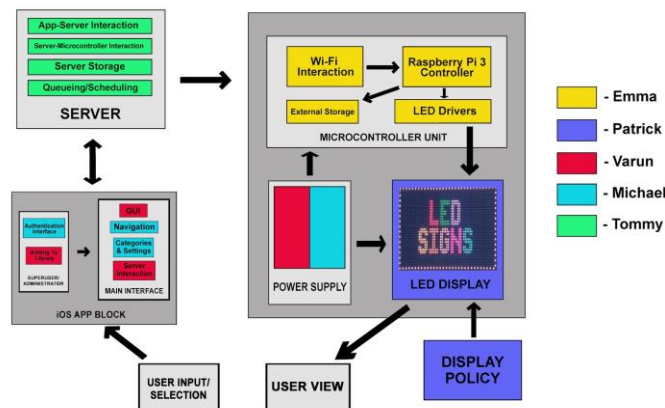 App-Server Interaction
Server-Microcontroller Interaction
Server Storage
Queueing/Scheduling
SERVER
Authentication
Interface
Adding To
Library
SUPERUSER/
ADMINISTRATOR
GUI
Navigation
Categories
& Settings
Server
Interaction
MAIN INTERFACE
iOS APP BLOCK
USER INPUT/
SELECTION
Wi-Fi
Interaction
Raspberry Pi 3
Controller
External Storage
LED Drivers
MICROCONTROLLER UNIT
POWER SUPPLY
LED
SIGNS
LED DISPLAY
USER VIEW
DISPLAY
POLICY
- Emma
- Patrick
- Varun
- Michael
- Tommy